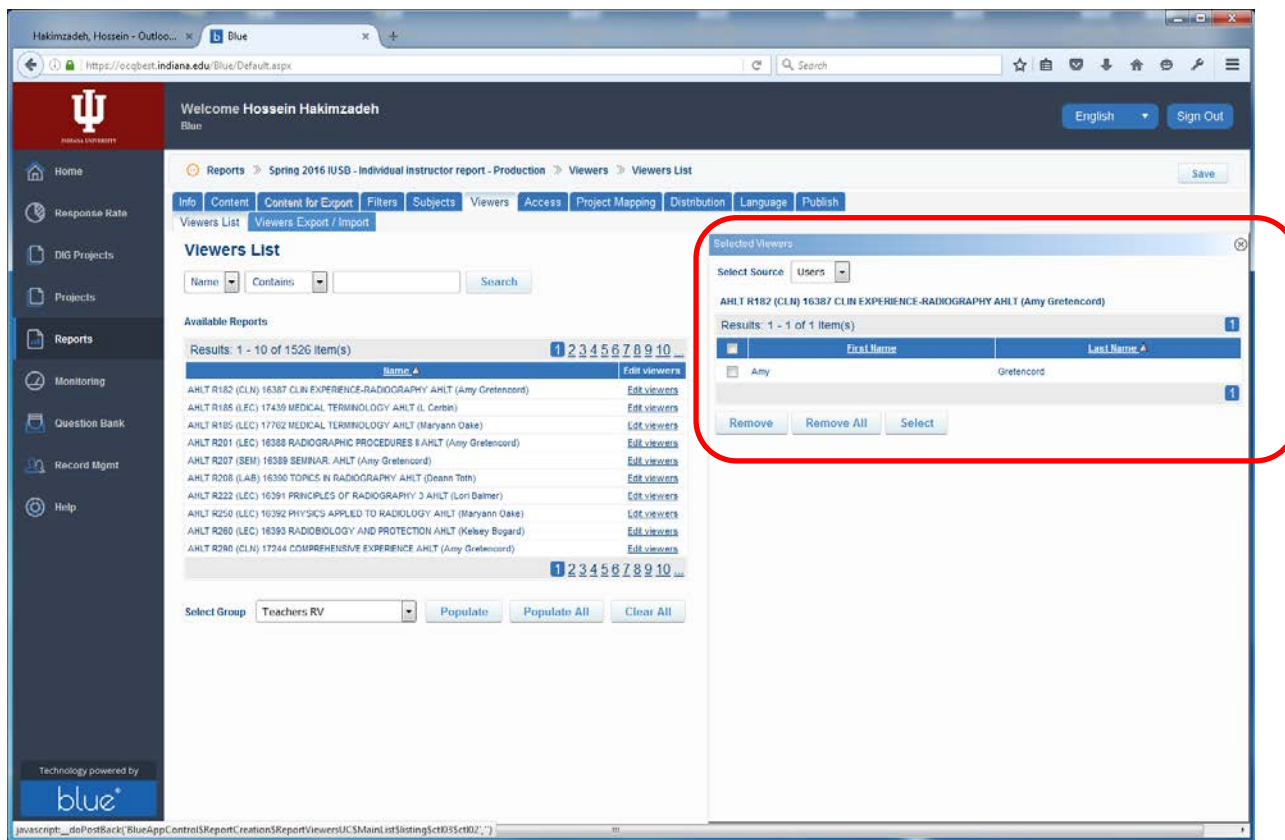 Hakimzadeh, Hossein - Outloo... × Blue × +
https://ocqbest.indiana.edu/Blue/Default.aspx Search
INDIANA UNIVERSITY
Welcome Hossein Hakimzadeh
Blue
English Sign Out
Home
Response Rate
DIG Projects
Projects
Reports
Monitoring
Question Bank
Record Mgmt
Help
Reports » Spring 2016 IUSB - Individual instructor report - Production » Viewers » Viewers List
Save
Info Content Content for Export Filters Subjects Viewers Access Project Mapping Distribution Language Publish
Viewers List Viewers Export / Import
Viewers List
Name Contains Search
Available Reports
Results: 1 - 10 of 1526 Item(s) 1 2 3 4 5 6 7 8 9 10 ...
Name Edit viewers
AHLT R182 (CLN) 16387 CLIN EXPERIENCE-RADIOGRAPHY AHLT (Amy Gretencord) Edit viewers
AHLT R185 (LEC) 17439 MEDICAL TERMINOLOGY AHLT (L Cerbin) Edit viewers
AHLT R185 (LEC) 17762 MEDICAL TERMINOLOGY AHLT (Maryann Oake) Edit viewers
AHLT R201 (LEC) 16388 RADIOGRAPHIC PROCEDURES II AHLT (Amy Gretencord) Edit viewers
AHLT R207 (SEM) 16389 SEMINAR. AHLT (Amy Gretencord) Edit viewers
AHLT R208 (LAB) 16390 TOPICS IN RADIOGRAPHY AHLT (Deann Toth) Edit viewers
AHLT R222 (LEC) 16391 PRINCIPLES OF RADIOGRAPHY 3 AHLT (Lori Balmer) Edit viewers
AHLT R250 (LEC) 16392 PHYSICS APPLIED TO RADIOLOGY AHLT (Maryann Oake) Edit viewers
AHLT R260 (LEC) 16393 RADIOBIOLOGY AND PROTECTION AHLT (Kelsey Bogard) Edit viewers
AHLT R290 (CLN) 17244 COMPREHENSIVE EXPERIENCE AHLT (Amy Gretencord) Edit viewers
1 2 3 4 5 6 7 8 9 10 ...
Select Group Teachers RV Populate Populate All Clear All
Selected Viewers
Select Source Users
AHLT R182 (CLN) 16387 CLIN EXPERIENCE-RADIOGRAPHY AHLT (Amy Gretencord)
Results: 1 - 1 of 1 Item(s) 1
First Name Last Name
Amy Gretencord
1
Remove Remove All Select
Technology powered by
blue
javascript:__doPostBack('BlueAppControl$ReportCreation$ReportViewersUC$MainList$listing$ctl03$ctl02','')